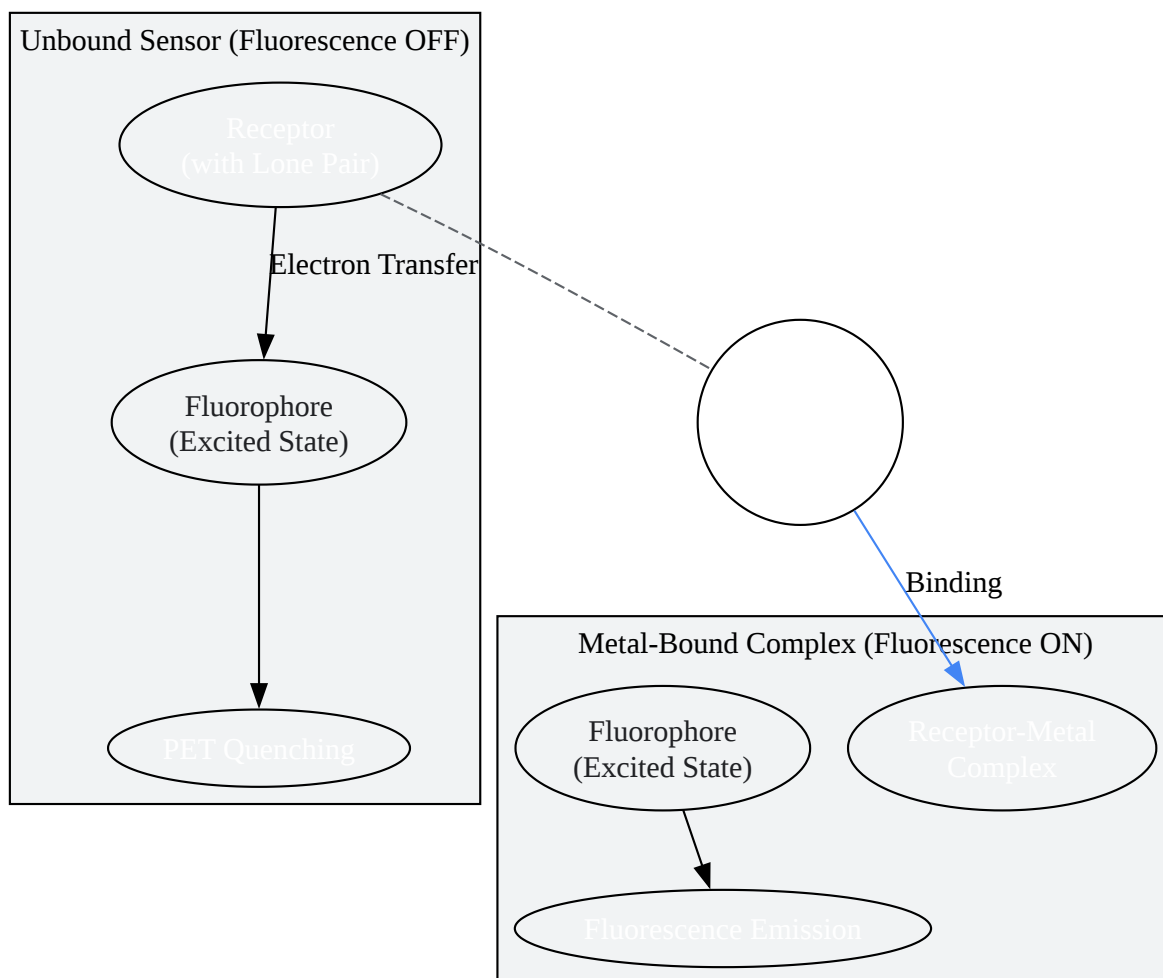 Unbound Sensor (Fluorescence OFF)
Receptor
(with Lone Pair)
Electron Transfer
Fluorophore
(Excited State)
PET Quenching
Binding
Metal-Bound Complex (Fluorescence ON)
Fluorophore
(Excited State)
Receptor-Metal
Complex
Fluorescence Emission